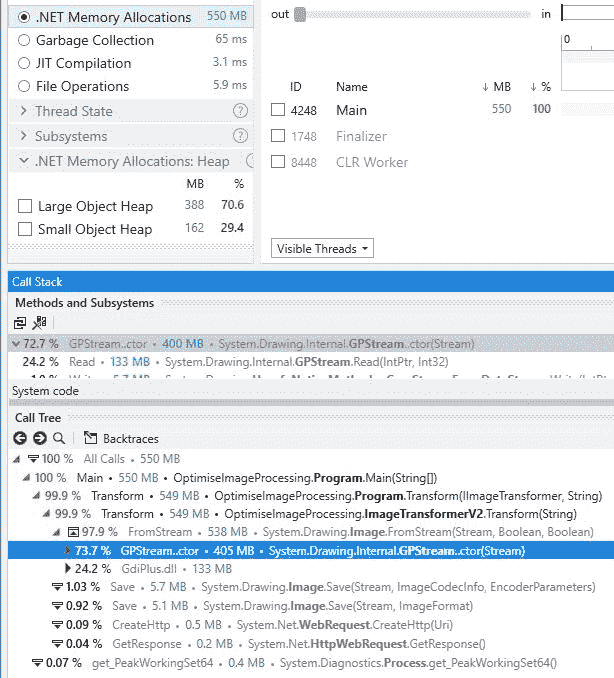 .NET Memory Allocations 550 MB
Garbage Collection 65 ms
JIT Compilation 3.1 ms
File Operations 5.9 ms
Thread State ?
Subsystems ?
.NET Memory Allocations: Heap
MB %
Large Object Heap 388 70.6
Small Object Heap 162 29.4
out in
0
ID Name ↓ MB ↓ %
4248 Main 550 100
1748 Finalizer
8448 CLR Worker
Visible Threads
Call Stack
Methods and Subsystems
72.7 % GPStream..ctor • 400 MB • System.Drawing.Internal.GPStream..ctor(Stream)
24.2 % Read • 133 MB • System.Drawing.Internal.GPStream.Read(IntPtr, Int32)
System code
Call Tree
Backtraces
100 % All Calls • 550 MB
100 % Main • 550 MB • OptimiseImageProcessing.Program.Main(String[])
99.9 % Transform • 549 MB • OptimiseImageProcessing.Program.Transform(IImageTransformer, String)
99.9 % Transform • 549 MB • OptimiseImageProcessing.ImageTransformerV2.Transform(String)
97.9 % FromStream • 538 MB • System.Drawing.Image.FromStream(Stream, Boolean, Boolean)
73.7 % GPStream..ctor • 405 MB • System.Drawing.Internal.GPStream..ctor(Stream)
24.2 % GdiPlus.dll • 133 MB
1.03 % Save • 5.7 MB • System.Drawing.Image.Save(Stream, ImageCodecInfo, EncoderParameters)
0.92 % Save • 5.1 MB • System.Drawing.Image.Save(Stream, ImageFormat)
0.09 % CreateHttp • 0.5 MB • System.Net.WebRequest.CreateHttp(Uri)
0.04 % GetResponse • 0.2 MB • System.Net.HttpWebRequest.GetResponse()
0.07 % get_PeakWorkingSet64 • 0.4 MB • System.Diagnostics.Process.get_PeakWorkingSet64()